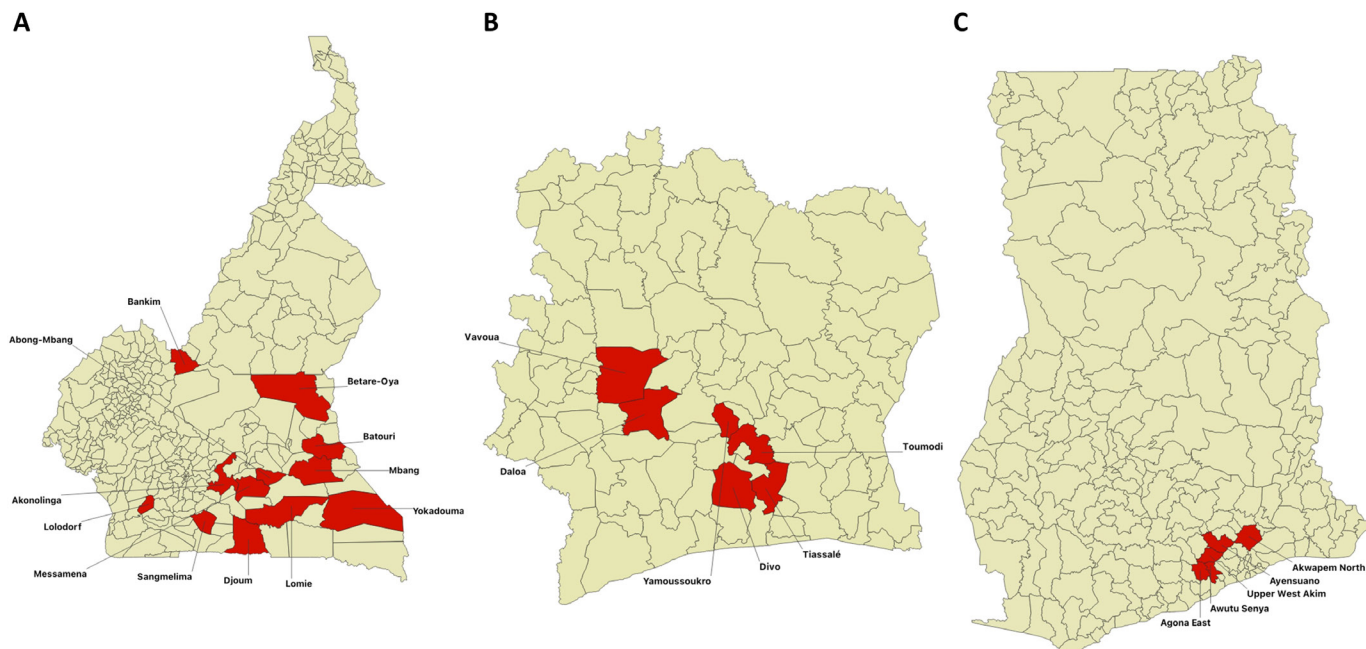 A
B
C
Bankim
Abong-Mbang
Betare-Oya
Batouri
Mbang
Akonolinga
Yokadouma
Lolodorf
Messamena
Sangmelima
Djoum
Lomie
Vavoua
Toumodi
Daloa
Tiassalé
Divo
Yamoussoukro
Akwapem North
Ayensuano
Upper West Akim
Awutu Senya
Agona East